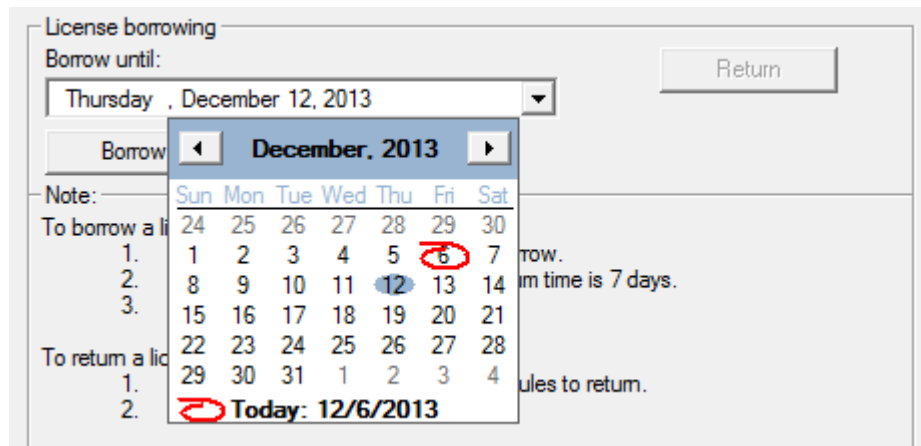 License borrowing
Borrow until:
Return
Thursday , December 12, 2013
Borrow
December, 2013
Sun Mon Tue Wed Thu Fri Sat
24 25 26 27 28 29 30
1 2 3 4 5 6 7
8 9 10 11 12 13 14
15 16 17 18 19 20 21
22 23 24 25 26 27 28
29 30 31 1 2 3 4
Today: 12/6/2013
Note:
To borrow a li
1. row.
2. m time is 7 days.
3.
To return a lic
1. ules to return.
2.